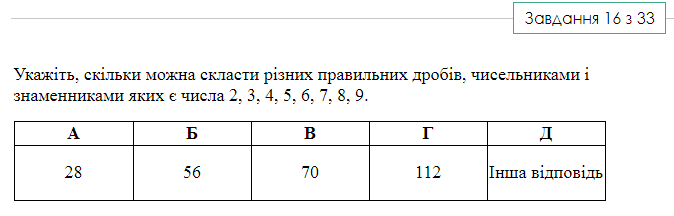 Завдання 16 з 33
Укажіть, скільки можна скласти різних правильних дробів, чисельниками і
знаменниками яких є числа 2, 3, 4, 5, 6, 7, 8, 9.
А Б В Г Д
28 56 70 112 Інша відповідь